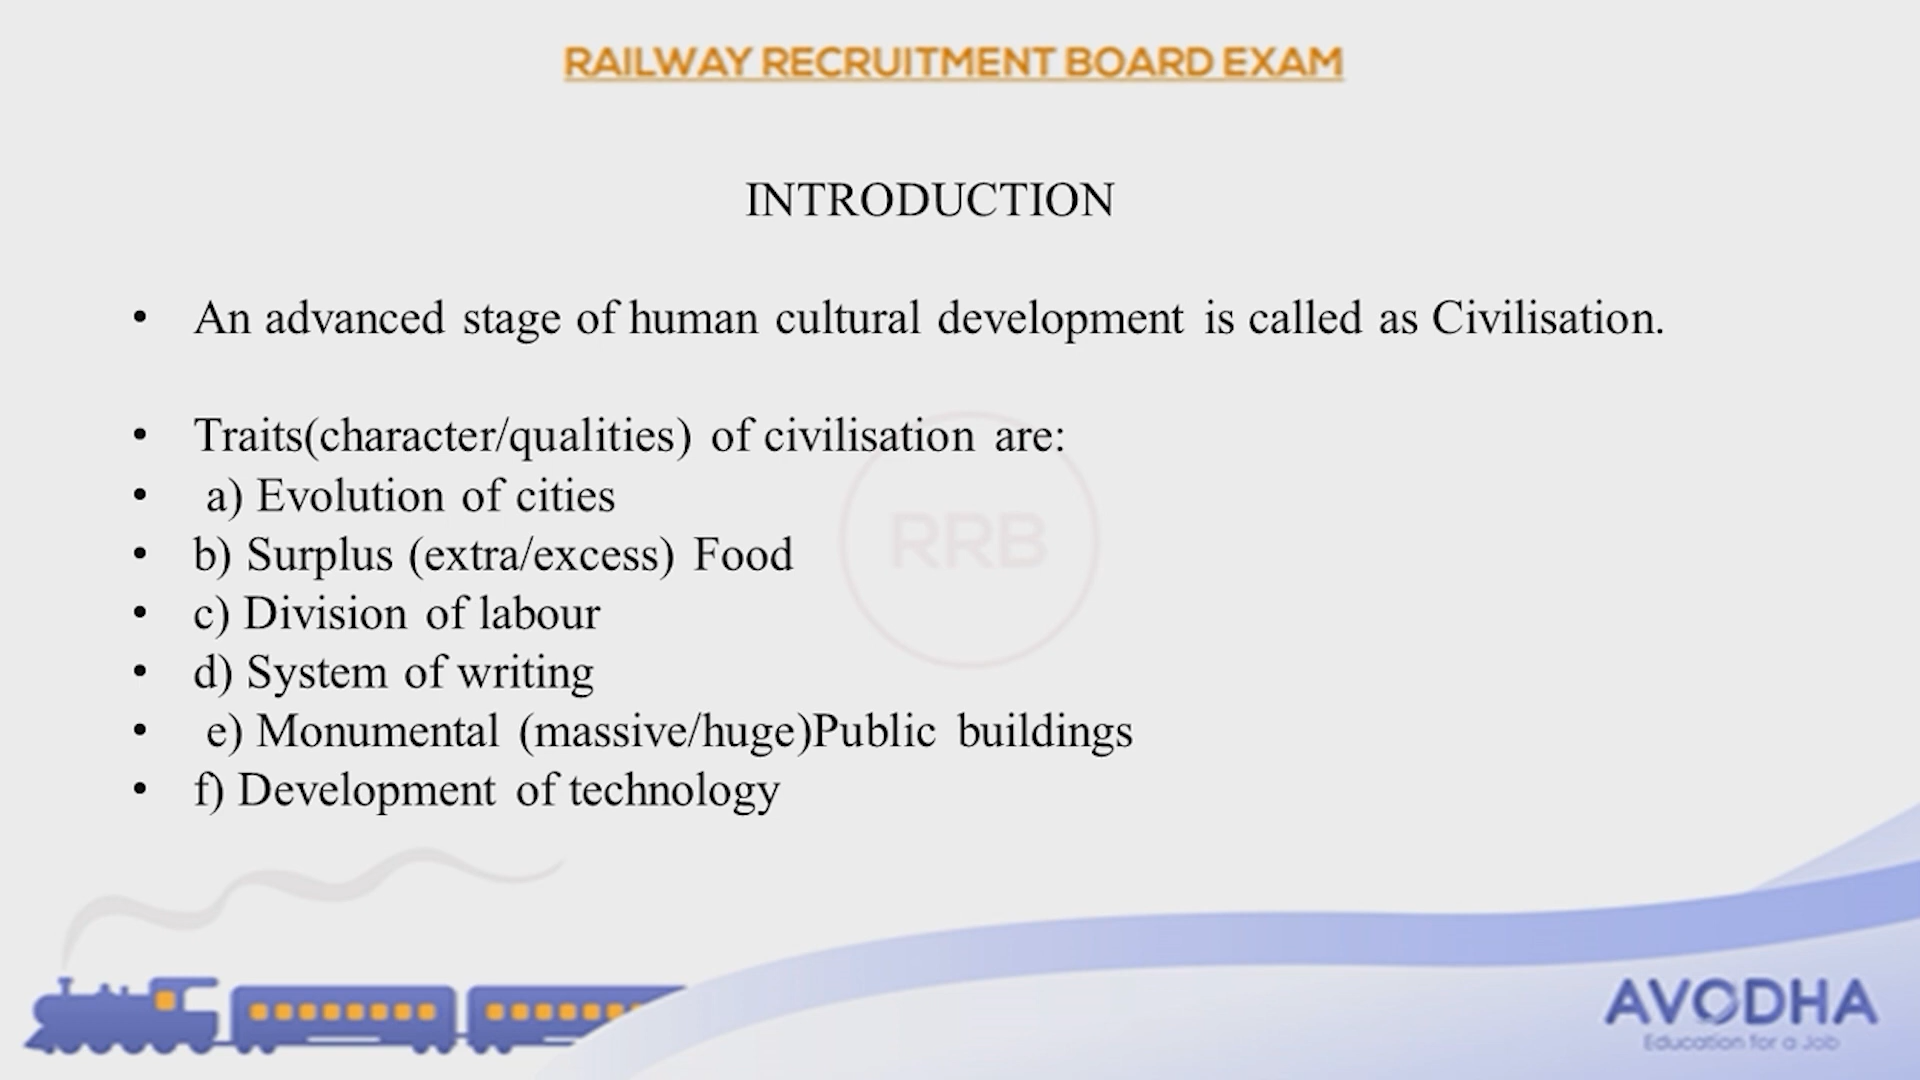 RAILWAY RECRUITMENT BOARD EXAM
INTRODUCTION
• An advanced stage of human cultural development is called as Civilisation.
• Traits(character/qualities) of civilisation are:
• a) Evolution of cities
• b) Surplus (extra/excess) Food
• c) Division of labour
• d) System of writing
• e) Monumental (massive/huge)Public buildings
• f) Development of technology
RRB
AVODHA
Education for a Job